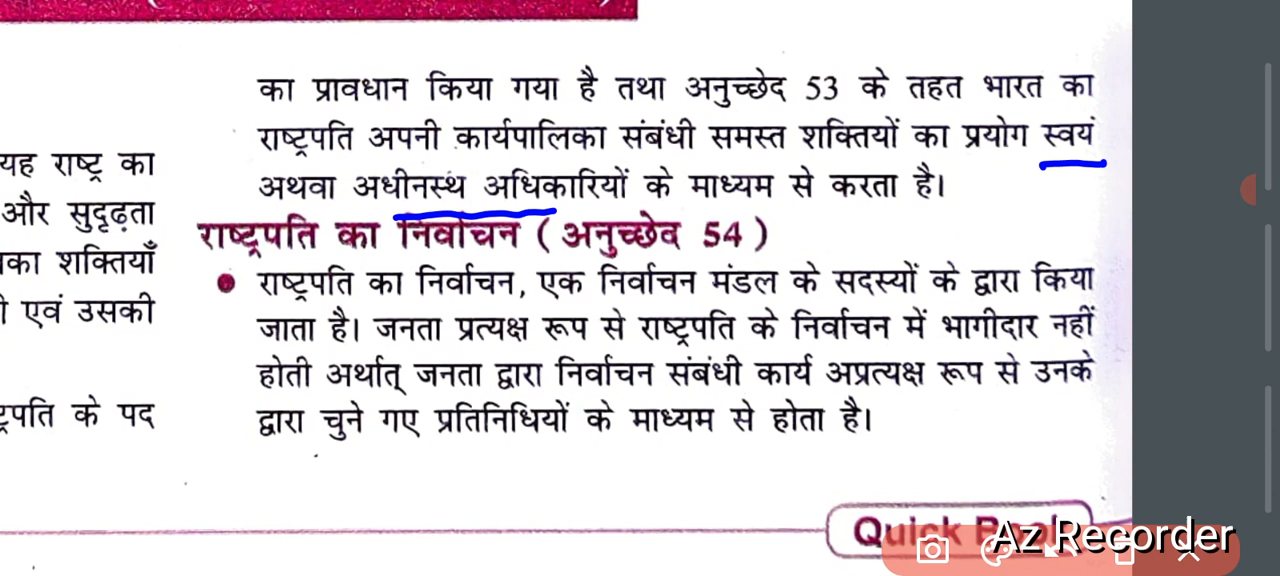 यह राष्ट्र का
और सुदृढ़ता
शक्तियाँ
एवं उसकी
के पद
का प्रावधान किया गया है तथा अनुच्छेद 53 के तहत भारत का
राष्ट्रपति अपनी कार्यपालिका संबंधी समस्त शक्तियों का प्रयोग स्वयं
अथवा अधीनस्थ अधिकारियों के माध्यम से करता है।
राष्ट्रपति का निर्वाचन ( अनुच्छेद 54 )
• राष्ट्रपति का निर्वाचन, एक निर्वाचन मंडल के सदस्यों के द्वारा किया
जाता है। जनता प्रत्यक्ष रूप से राष्ट्रपति के निर्वाचन में भागीदार नहीं
होती अर्थात् जनता द्वारा निर्वाचन संबंधी कार्य अप्रत्यक्ष रूप से उनके
द्वारा चुने गए प्रतिनिधियों के माध्यम से होता है।
Quick
Az Recorder